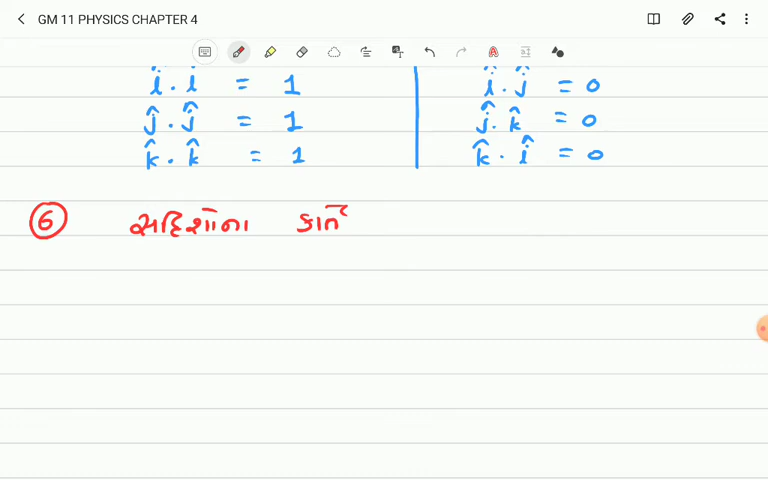 GM 11 PHYSICS CHAPTER 4
î . î = 1 î . ĵ = 0
ĵ . ĵ = 1 ĵ . k̂ = 0
k̂ . k̂ = 1 k̂ . î = 0
6 સદિશોના